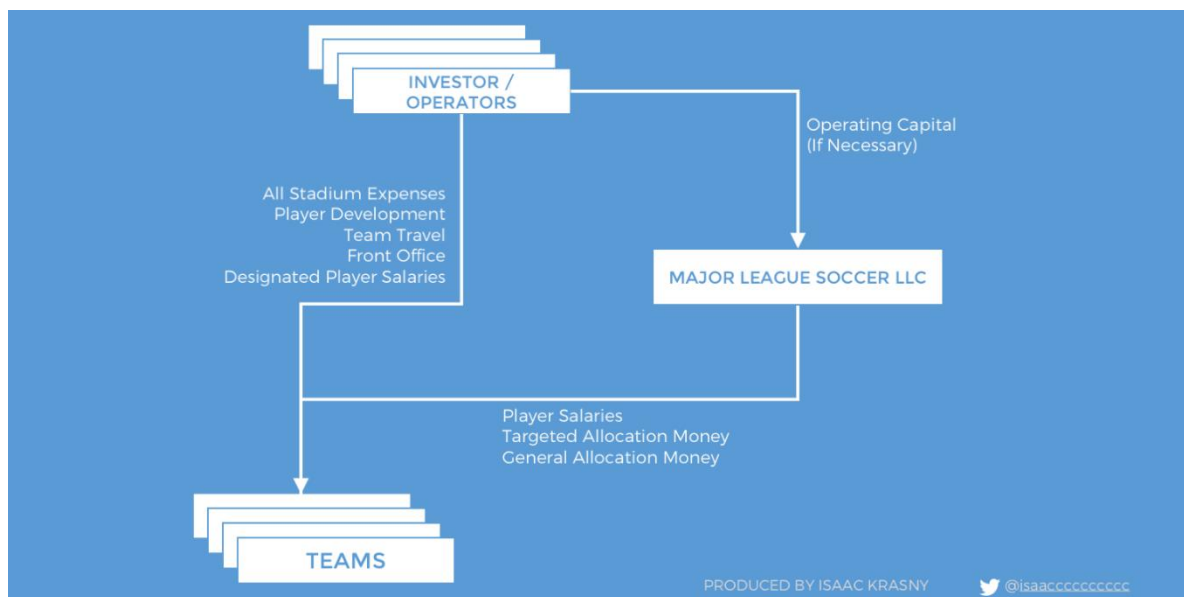 INVESTOR /
OPERATORS
Operating Capital
(If Necessary)
All Stadium Expenses
Player Development
Team Travel
Front Office
Designated Player Salaries
MAJOR LEAGUE SOCCER LLC
Player Salaries
Targeted Allocation Money
General Allocation Money
TEAMS
PRODUCED BY ISAAC KRASNY
@isaacccccccccc